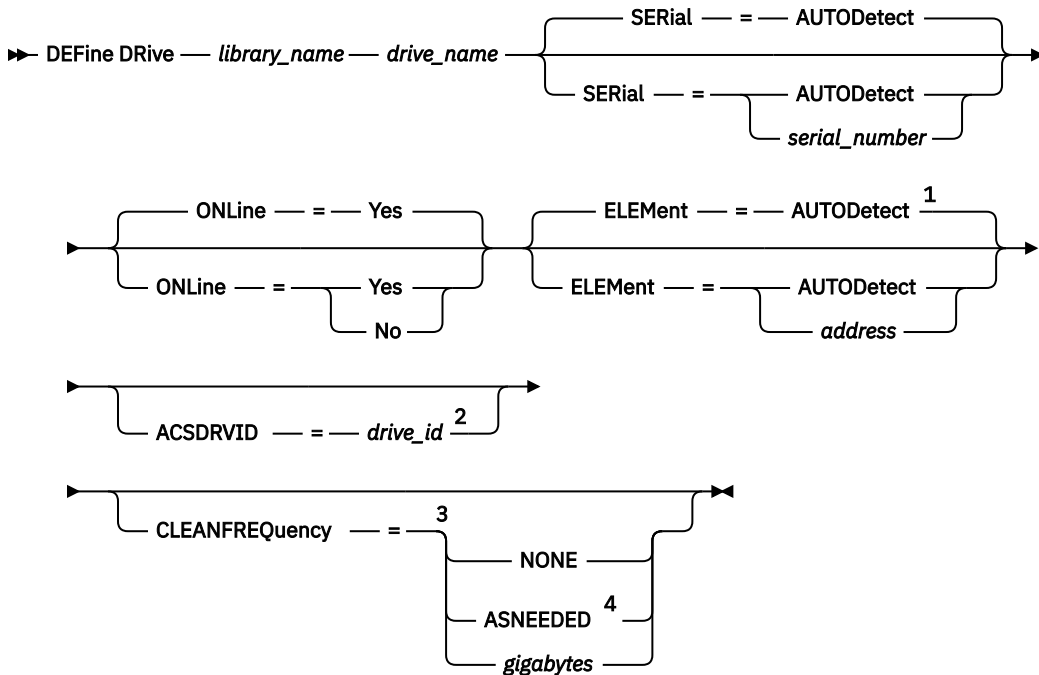 SERial = AUTODetect
DEFine DRive library_name drive_name
SERial = AUTODetect
serial_number
ONLine = Yes
ELEMent = AUTODetect 1
ONLine = Yes
No
ELEMent = AUTODetect
address
ACSDRVID = drive_id 2
CLEANFREQuency = 3
NONE
ASNEEDED 4
gigabytes